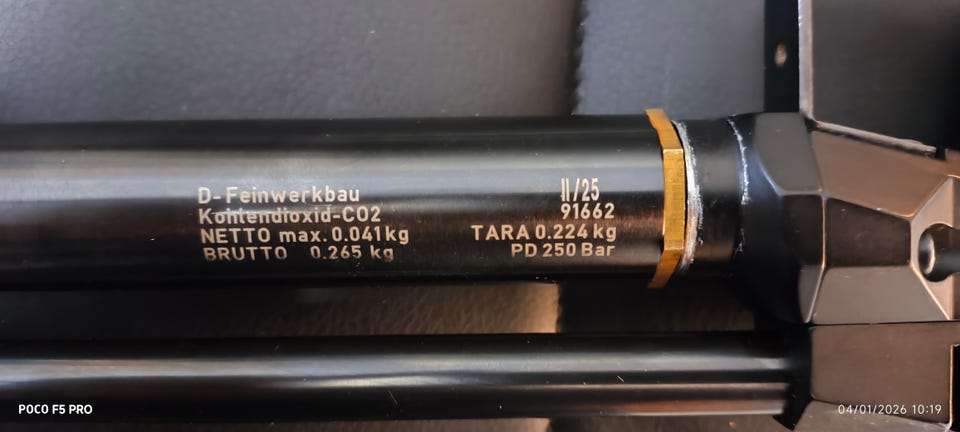 D-Feinwerkbau
Kohlendioxid-CO2
NETTO max. 0.041kg
BRUTTO 0.265 kg
II/25
91662
TARA 0.224 kg
PD 250 Bar
POCO F5 PRO
04/01/2026 10:19